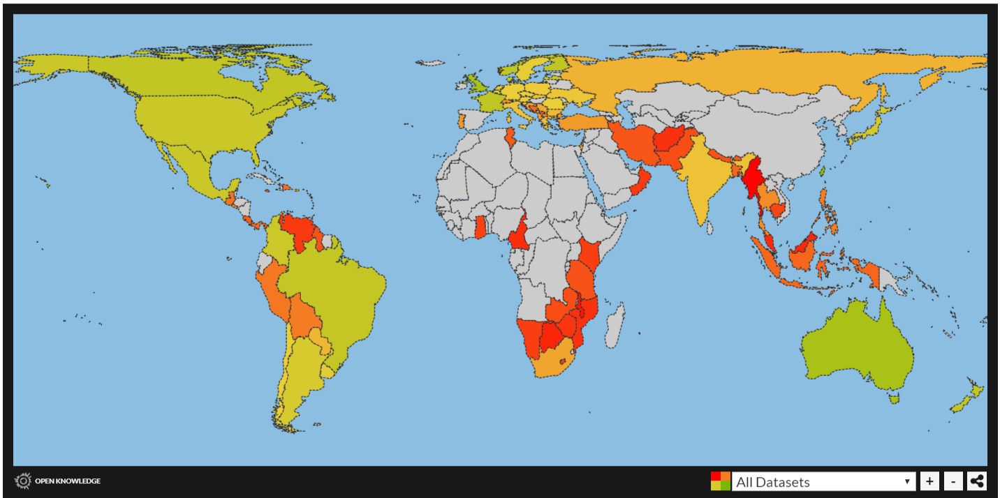 OPEN KNOWLEDGE
All Datasets
+
-